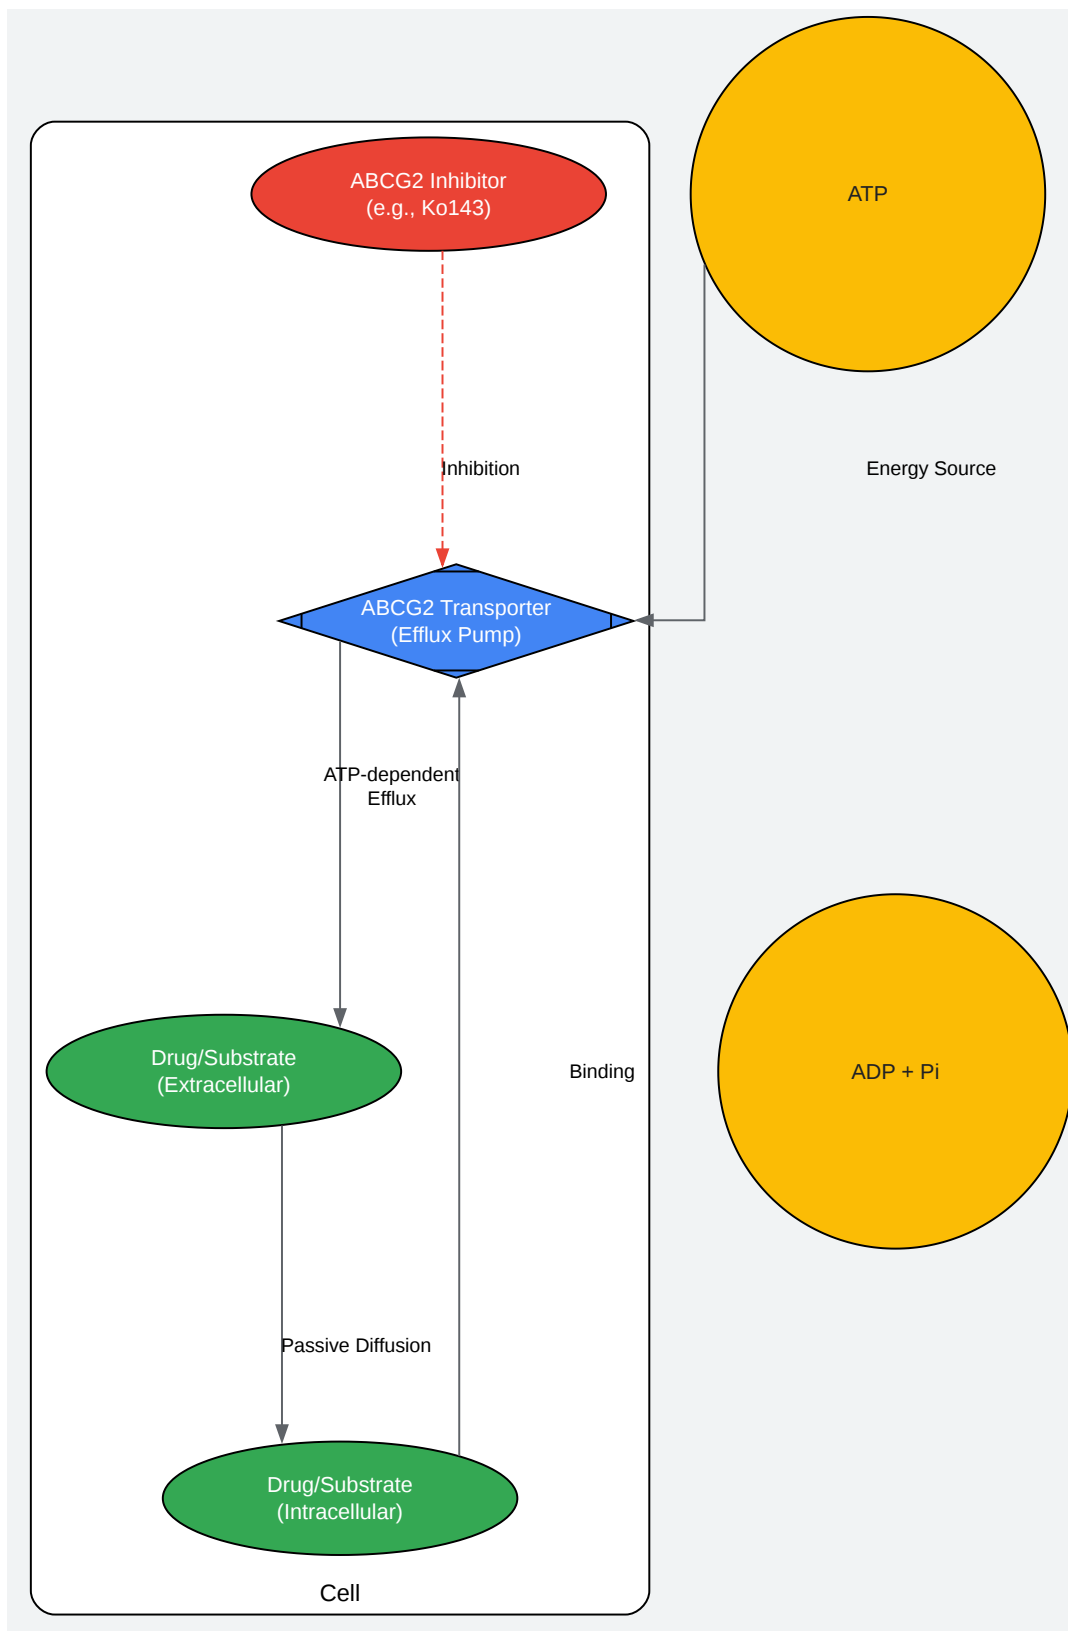 ABCG2 Inhibitor
(e.g., Ko143)
ATP
Inhibition
Energy Source
ABCG2 Transporter
(Efflux Pump)
ATP-dependent
Efflux
Drug/Substrate
(Extracellular)
Binding
ADP + Pi
Passive Diffusion
Drug/Substrate
(Intracellular)
Cell